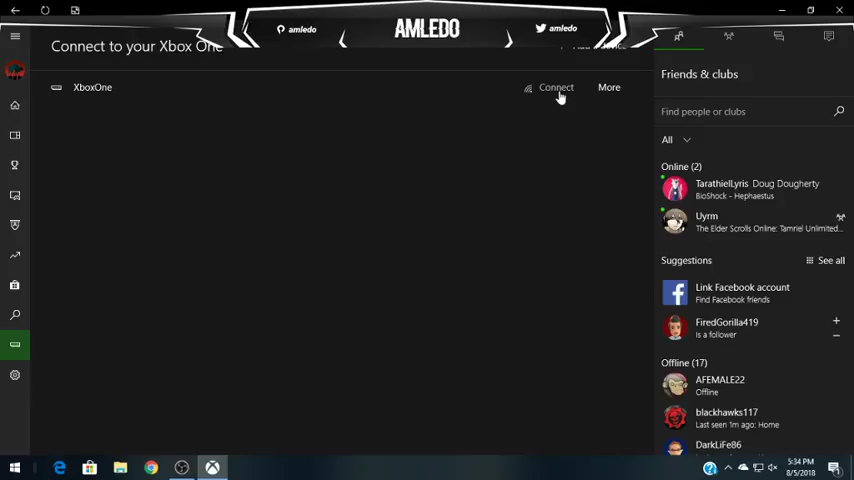 amledo
AMLEDO
amledo
Connect to your Xbox One
XboxOne
Connect
More
Friends & clubs
Find people or clubs
All
Online (2)
TarathielLyris Doug Dougherty
BioShock - Hephaestus
Uyrm
The Elder Scrolls Online: Tamriel Unlimited...
Suggestions
See all
Link Facebook account
Find Facebook friends
FiredGorilla419
Is a follower
Offline (17)
AFEMALE22
Offline
blackhawks117
Last seen 1m ago: Home
DarkLiFe86
5:34 PM
8/5/2018